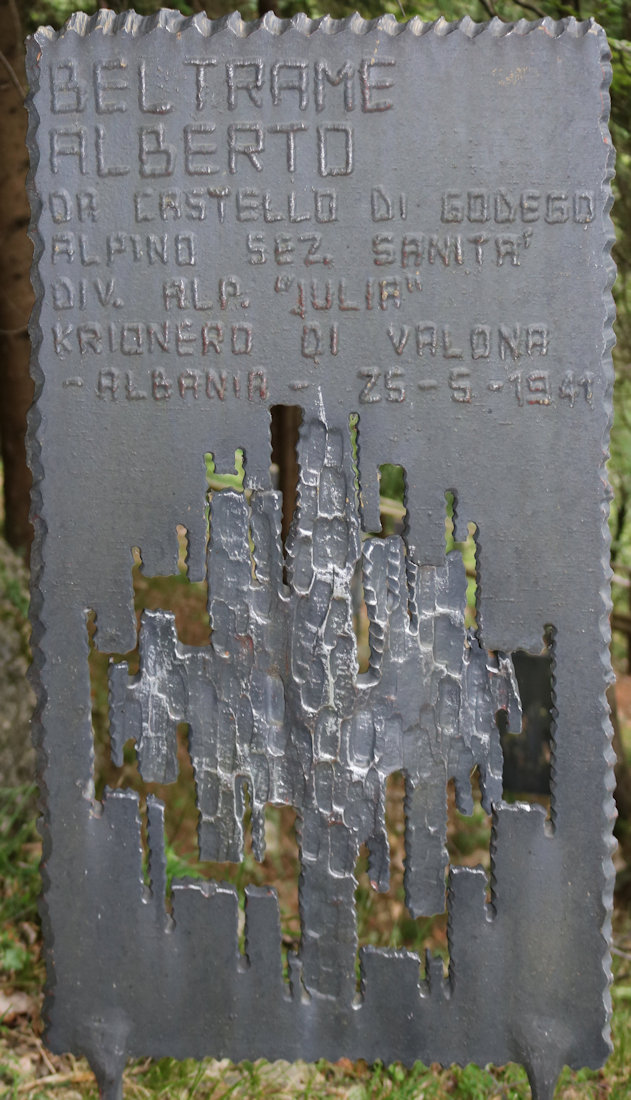 BELTRAME
ALBERTO
DA CASTELLO DI GODEGO
ALPINO SEZ. SANITA'
DIV. ALP. "JULIA"
KRIONERO DI VALONA
- ALBANIA - 25-5-1941